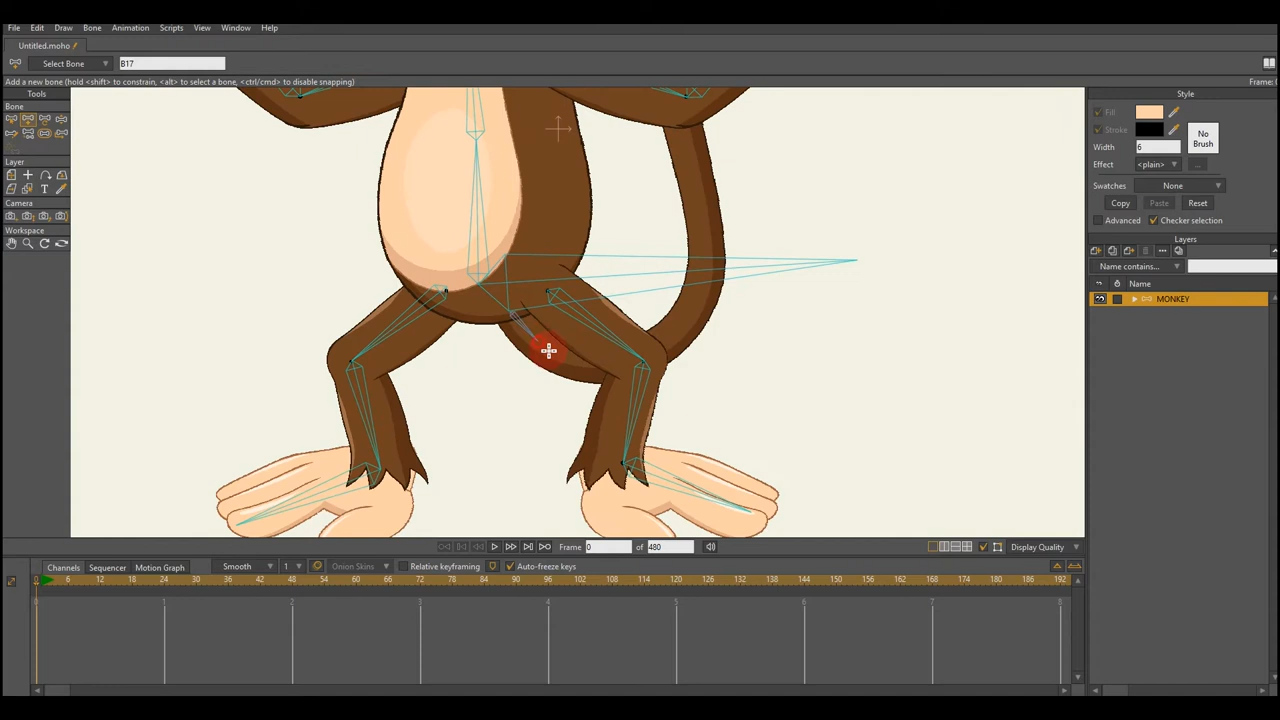 File Edit Draw Bone Animation Scripts View Window Help
Untitled.moho
Select Bone B17
Add a new bone (hold <shift> to constrain, <alt> to select a bone, <ctrl/cmd> to disable snapping) Frame:
Tools
Bone
Layer
Camera
Workspace
Style
Fill
Stroke
No Brush
Width 6
Effect <plain> ...
Swatches None
Copy Paste Reset
Advanced Checker selection
Layers
Name contains...
Name
MONKEY
Frame 0 of 480 Display Quality
Channels Sequencer Motion Graph Smooth 1 Onion Skins Relative keyframing Auto-freeze keys
0 6 12 18 24 30 36 42 48 54 60 66 72 78 84 90 96 102 108 114 120 126 132 138 144 150 156 162 168 174 180 186 192
0 1 2 3 4 5 6 7 8